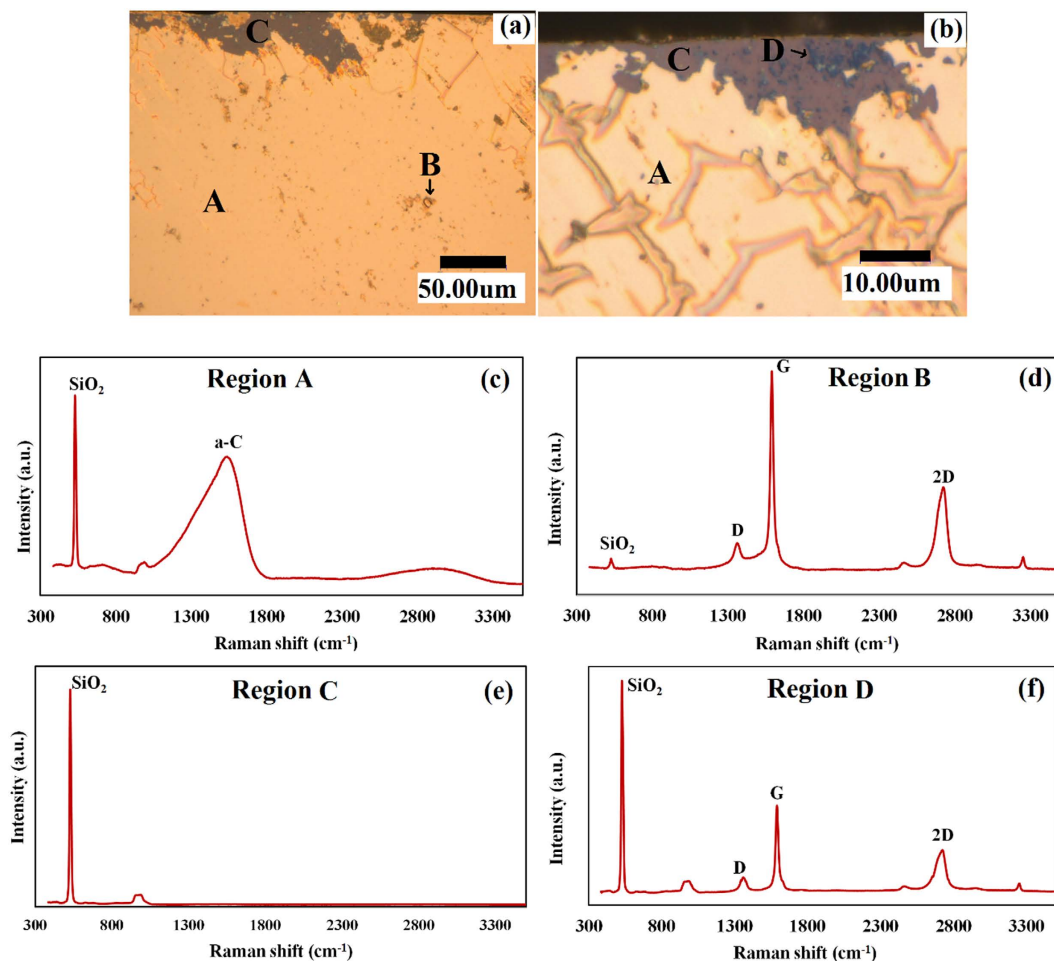 (a)
C
B
A
50.00um
(b)
D
C
A
10.00um
Region A
(c)
SiO₂
a-C
Intensity (a.u.)
300 800 1300 1800 2300 2800 3300
Raman shift (cm⁻¹)
Region B
(d)
G
2D
D
SiO₂
Intensity (a.u.)
300 800 1300 1800 2300 2800 3300
Raman shift (cm⁻¹)
Region C
(e)
SiO₂
Intensity (a.u.)
300 800 1300 1800 2300 2800 3300
Raman shift (cm⁻¹)
Region D
(f)
SiO₂
G
2D
D
Intensity (a.u.)
300 800 1300 1800 2300 2800 3300
Raman shift (cm⁻¹)